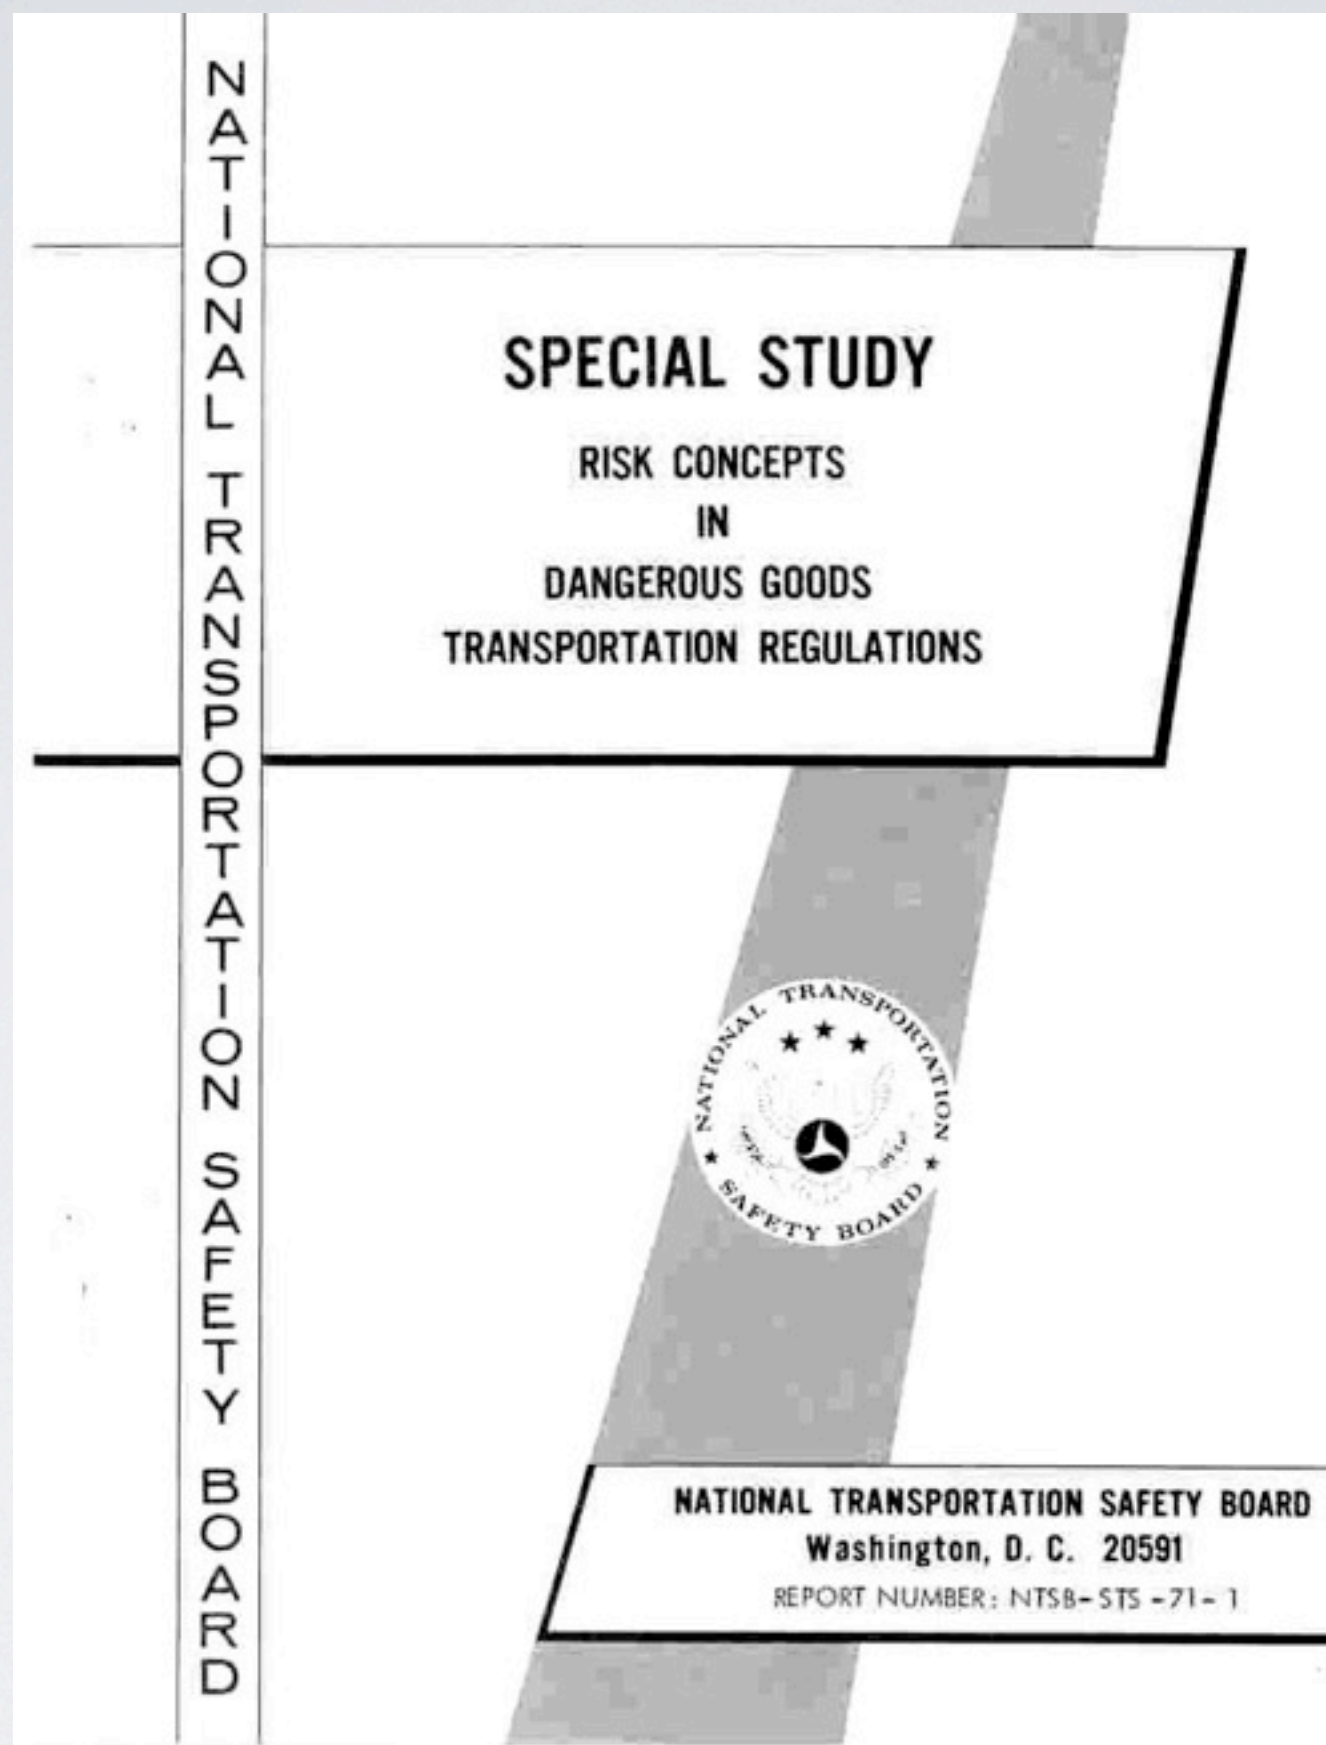 NATIONAL TRANSPORTATION SAFETY BOARD
SPECIAL STUDY
RISK CONCEPTS
IN
DANGEROUS GOODS
TRANSPORTATION REGULATIONS
NATIONAL TRANSPORTATION
SAFETY BOARD
NATIONAL TRANSPORTATION SAFETY BOARD
Washington, D. C. 20591
REPORT NUMBER: NTSB-STS-71-1